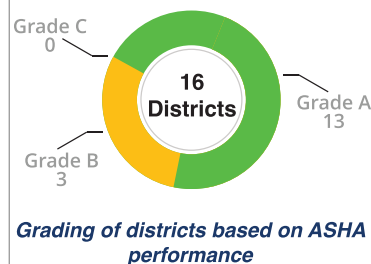 Grade C
0
16
Districts
Grade A
13
Grade B
3
Grading of districts based on ASHA
performance